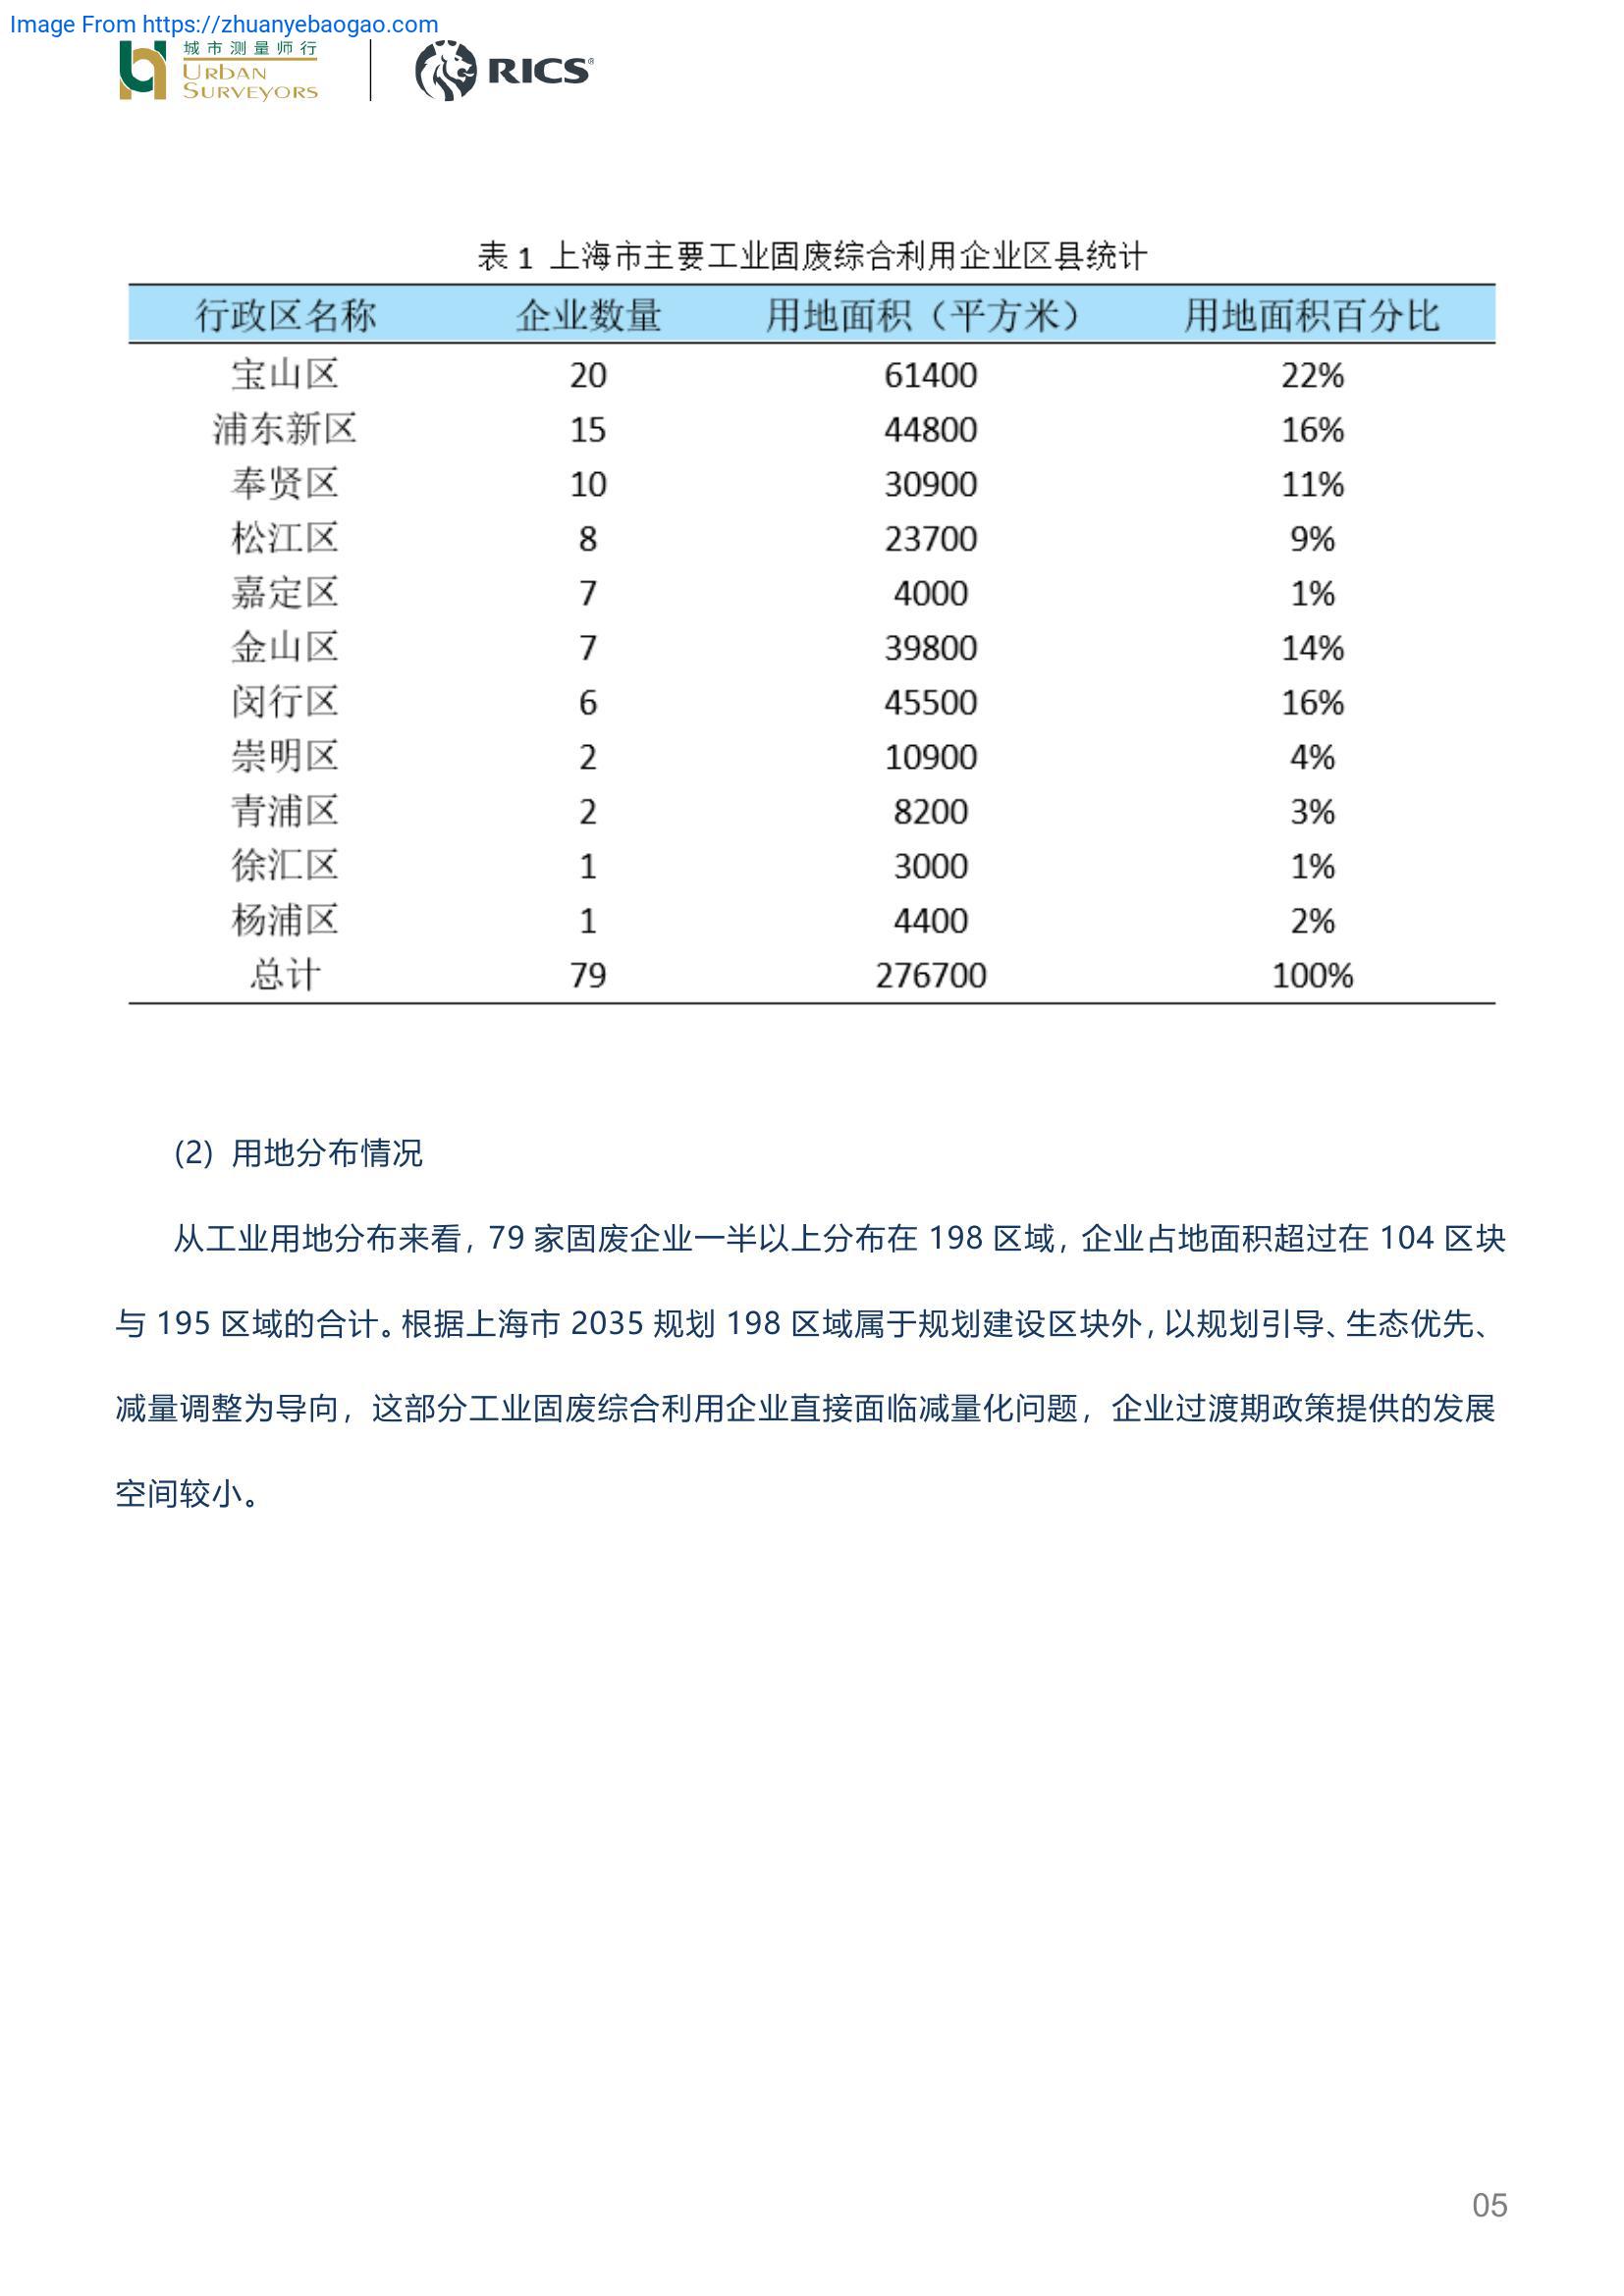 Image From https://zhuanyebaogao.com
城市测量师行
URBAN
SURVEYORS
RICS®
表 1 上海市主要工业固废综合利用企业区县统计
行政区名称 企业数量 用地面积（平方米） 用地面积百分比
宝山区 20 61400 22%
浦东新区 15 44800 16%
奉贤区 10 30900 11%
松江区 8 23700 9%
嘉定区 7 4000 1%
金山区 7 39800 14%
闵行区 6 45500 16%
崇明区 2 10900 4%
青浦区 2 8200 3%
徐汇区 1 3000 1%
杨浦区 1 4400 2%
总计 79 276700 100%
(2) 用地分布情况
从工业用地分布来看，79 家固废企业一半以上分布在 198 区域，企业占地面积超过在 104 区块
与 195 区域的合计。根据上海市 2035 规划 198 区域属于规划建设区块外，以规划引导、生态优先、
减量调整为导向，这部分工业固废综合利用企业直接面临减量化问题，企业过渡期政策提供的发展
空间较小。
05